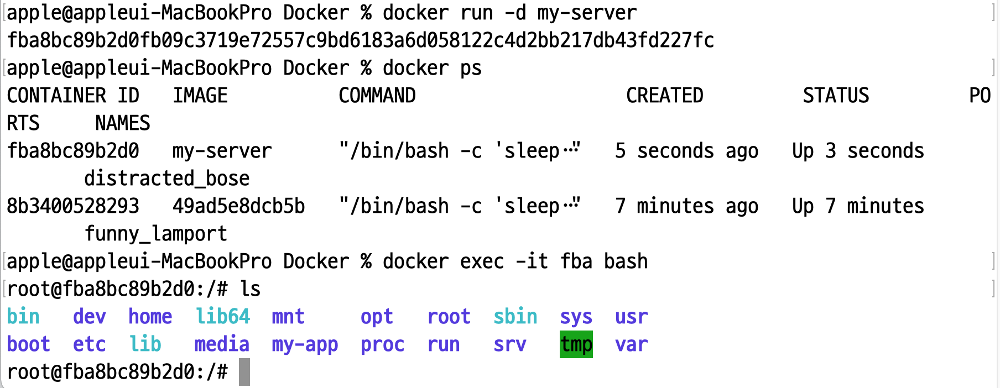 apple@appleui-MacBookPro Docker % docker run -d my-server
fba8bc89b2d0fb09c3719e72557c9bd6183a6d058122c4d2bb217db43fd227fc
apple@appleui-MacBookPro Docker % docker ps
CONTAINER ID   IMAGE          COMMAND                   CREATED         STATUS         PO
RTS     NAMES
fba8bc89b2d0   my-server      "/bin/bash -c 'sleep…"   5 seconds ago   Up 3 seconds
       distracted_bose
8b3400528293   49ad5e8dcb5b   "/bin/bash -c 'sleep…"   7 minutes ago   Up 7 minutes
       funny_lamport
apple@appleui-MacBookPro Docker % docker exec -it fba bash
root@fba8bc89b2d0:/# ls
bin   dev  home  lib64  mnt     opt   root  sbin  sys  usr
boot  etc  lib   media  my-app  proc  run   srv   tmp  var
root@fba8bc89b2d0:/#